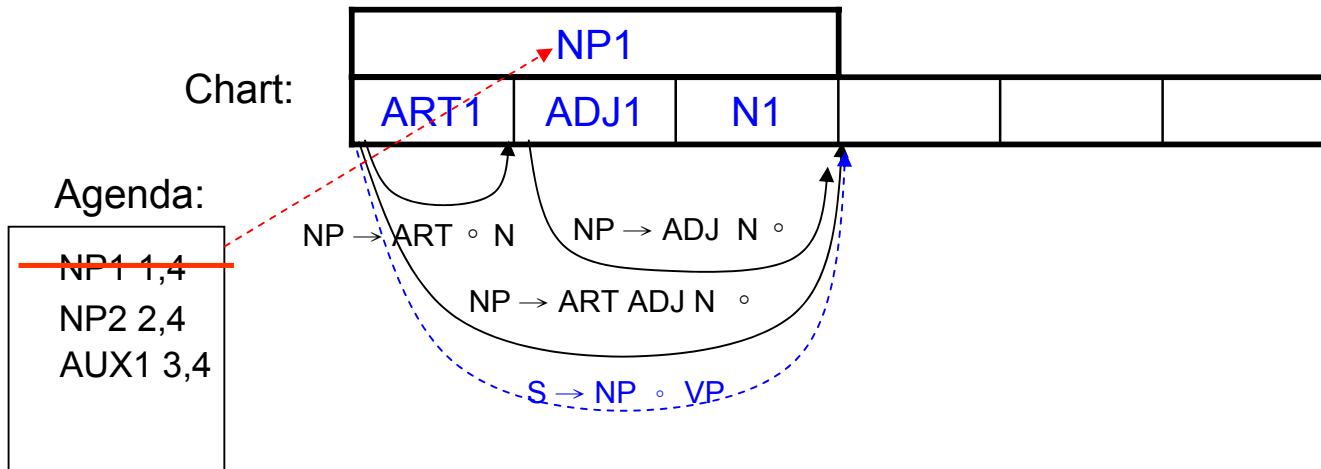 NP1
Chart:
ART1 ADJ1 N1
Agenda:
NP1 1,4
NP2 2,4
AUX1 3,4
NP → ART ∘ N
NP → ADJ N ∘
NP → ART ADJ N ∘
S → NP ∘ VP